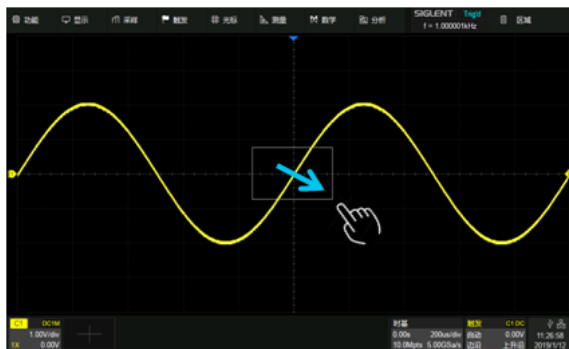 功能 显示 采样 触发 光标 测量 数学 分析 SIGLENT Trig'd 区域
f = 1.000001kHz
C1 DC1M
1.00V/div
1X 0.00V
时基
0.00s 200us/div
10.0Mpts 5.00GSa/s
触发 C1 DC
自动 0.00V
边沿 上升沿
11:26:58
2019/1/12